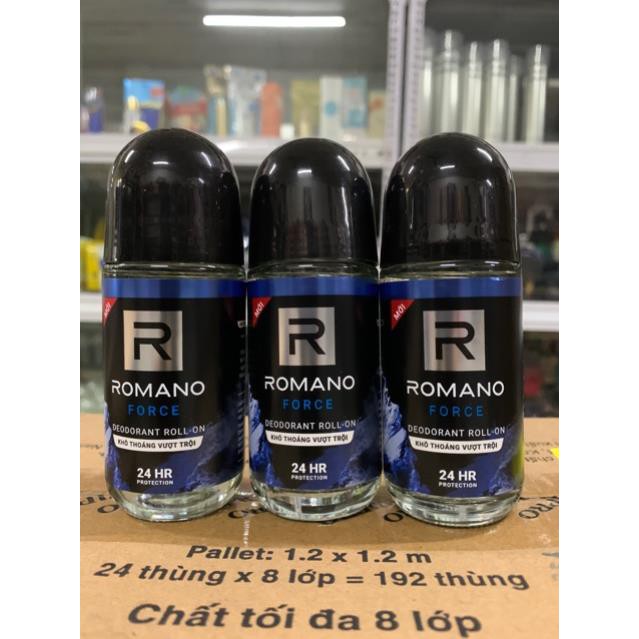 MỚI
R
ROMANO
FORCE
DEODORANT ROLL-ON
KHÔ THOÁNG VƯỢT TRỘI
24 HR
PROTECTION
MỚI
R
ROMANO
FORCE
DEODORANT ROLL-ON
KHÔ THOÁNG VƯỢT TRỘI
24 HR
PROTECTION
MỚI
R
ROMANO
FORCE
DEODORANT ROLL-ON
KHÔ THOÁNG VƯỢT TRỘI
24 HR
PROTECTION
Pallet: 1.2 x 1.2 m
24 thùng x 8 lớp = 192 thùng
Chất tối đa 8 lớp